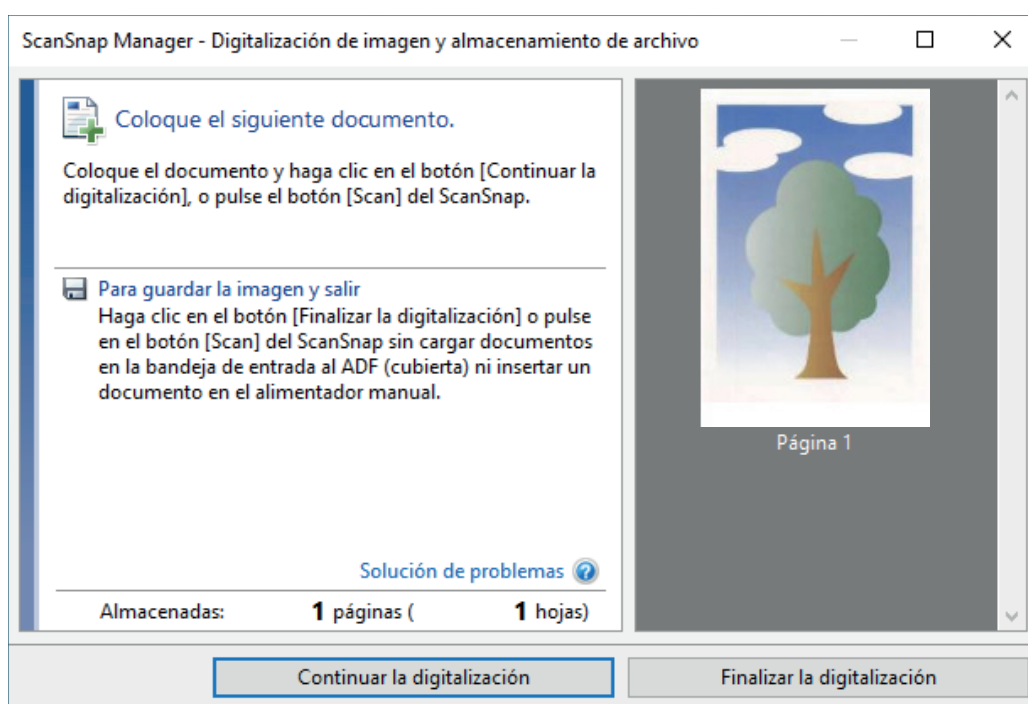 ScanSnap Manager - Digitalización de imagen y almacenamiento de archivo
Coloque el siguiente documento.
Coloque el documento y haga clic en el botón [Continuar la
digitalización], o pulse el botón [Scan] del ScanSnap.
Para guardar la imagen y salir
Haga clic en el botón [Finalizar la digitalización] o pulse
en el botón [Scan] del ScanSnap sin cargar documentos
en la bandeja de entrada al ADF (cubierta) ni insertar un
documento en el alimentador manual.
Solución de problemas ?
Almacenadas: 1 páginas ( 1 hojas)
Página 1
Continuar la digitalización
Finalizar la digitalización